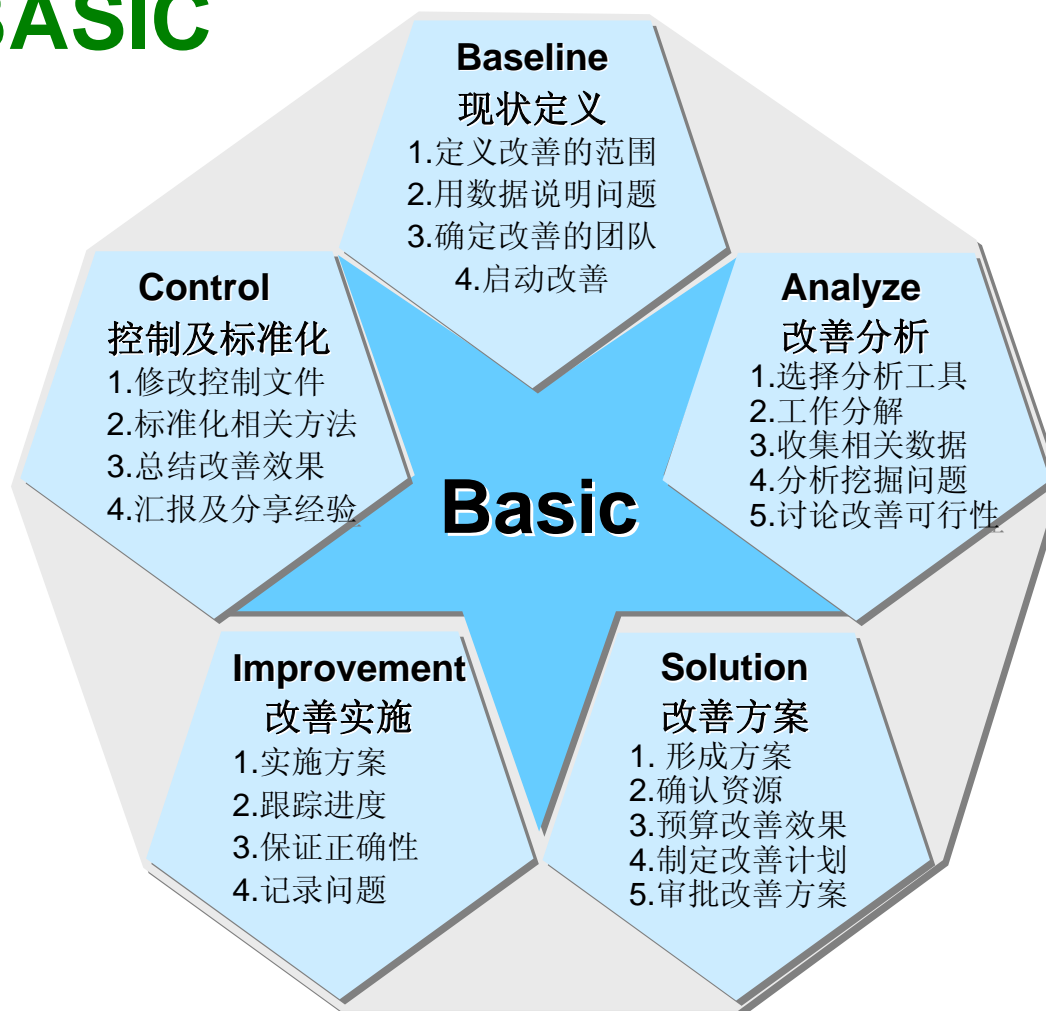 BASIC
Baseline
现状定义
1.定义改善的范围
2.用数据说明问题
3.确定改善的团队
4.启动改善
Analyze
改善分析
1.选择分析工具
2.工作分解
3.收集相关数据
4.分析挖掘问题
5.讨论改善可行性
Solution
改善方案
1. 形成方案
2.确认资源
3.预算改善效果
4.制定改善计划
5.审批改善方案
Improvement
改善实施
1.实施方案
2.跟踪进度
3.保证正确性
4.记录问题
Control
控制及标准化
1.修改控制文件
2.标准化相关方法
3.总结改善效果
4.汇报及分享经验
Basic